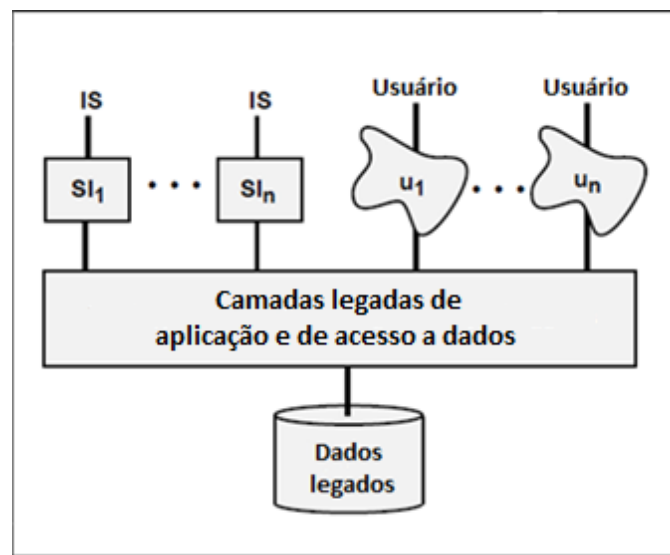 IS
IS
Usuário
Usuário
SI1
• • •
SIn
u1
• • •
un
Camadas legadas de
aplicação e de acesso a dados
Dados
legados